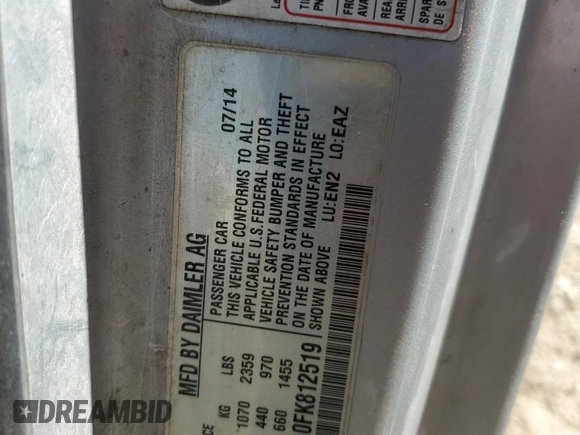 MFD BY DAIMLER AG
07/14
PASSENGER CAR
THIS VEHICLE CONFORMS TO ALL
APPLICABLE U.S. FEDERAL MOTOR
VEHICLE SAFETY BUMPER AND THEFT
PREVENTION STANDARDS IN EFFECT
ON THE DATE OF MANUFACTURE
SHOWN ABOVE LU:EN2 LO:EAZ
KG LBS
1070 2359
440 970
660 1455
0FK812519
DREAMBID